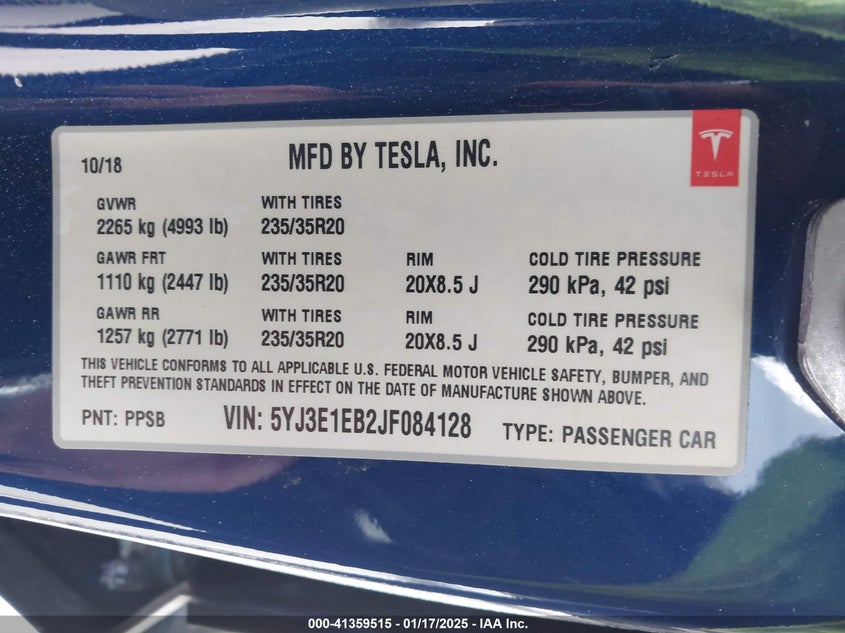 10/18 MFD BY TESLA, INC.
TESLA
GVWR WITH TIRES
2265 kg (4993 lb) 235/35R20
GAWR FRT WITH TIRES RIM COLD TIRE PRESSURE
1110 kg (2447 lb) 235/35R20 20X8.5 J 290 kPa, 42 psi
GAWR RR WITH TIRES RIM COLD TIRE PRESSURE
1257 kg (2771 lb) 235/35R20 20X8.5 J 290 kPa, 42 psi
THIS VEHICLE CONFORMS TO ALL APPLICABLE U.S. FEDERAL MOTOR VEHICLE SAFETY, BUMPER, AND
THEFT PREVENTION STANDARDS IN EFFECT ON THE DATE OF MANUFACTURE SHOWN ABOVE.
PNT: PPSB VIN: 5YJ3E1EB2JF084128 TYPE: PASSENGER CAR
000-41359515 - 01/17/2025 - IAA Inc.